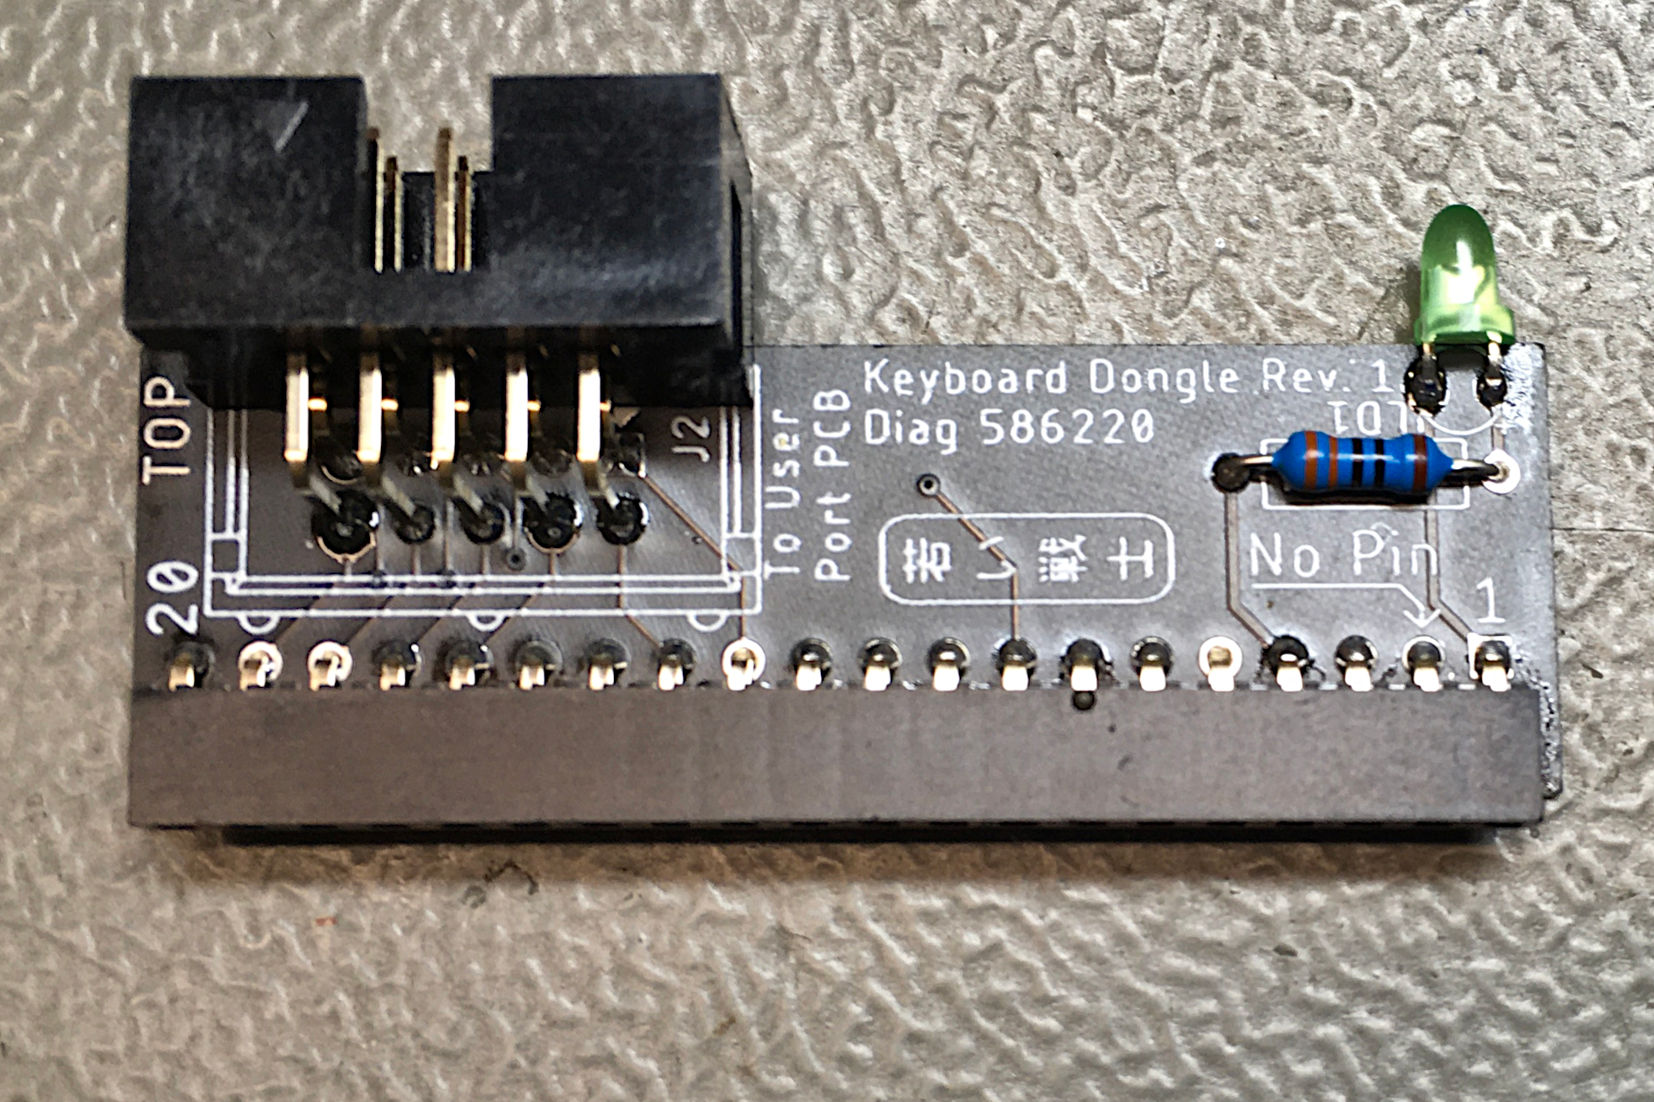 Keyboard Dongle Rev. 1
Diag 586220
TOP
20
J2
To User
Port PCB
LD1
若い戦士
No Pin
1